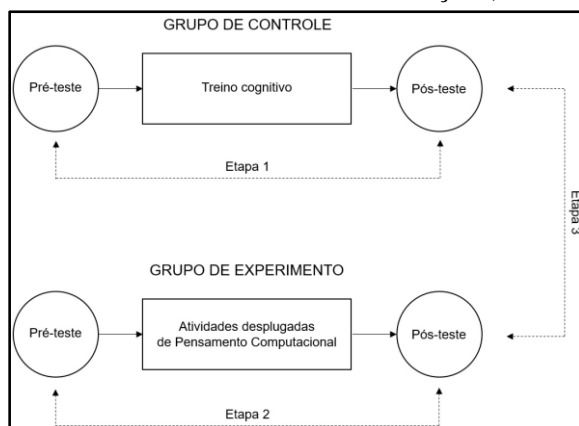 GRUPO DE CONTROLE
Pré-teste
Treino cognitivo
Pós-teste
Etapa 1
Etapa 3
GRUPO DE EXPERIMENTO
Pré-teste
Atividades desplugadas
de Pensamento Computacional
Pós-teste
Etapa 2